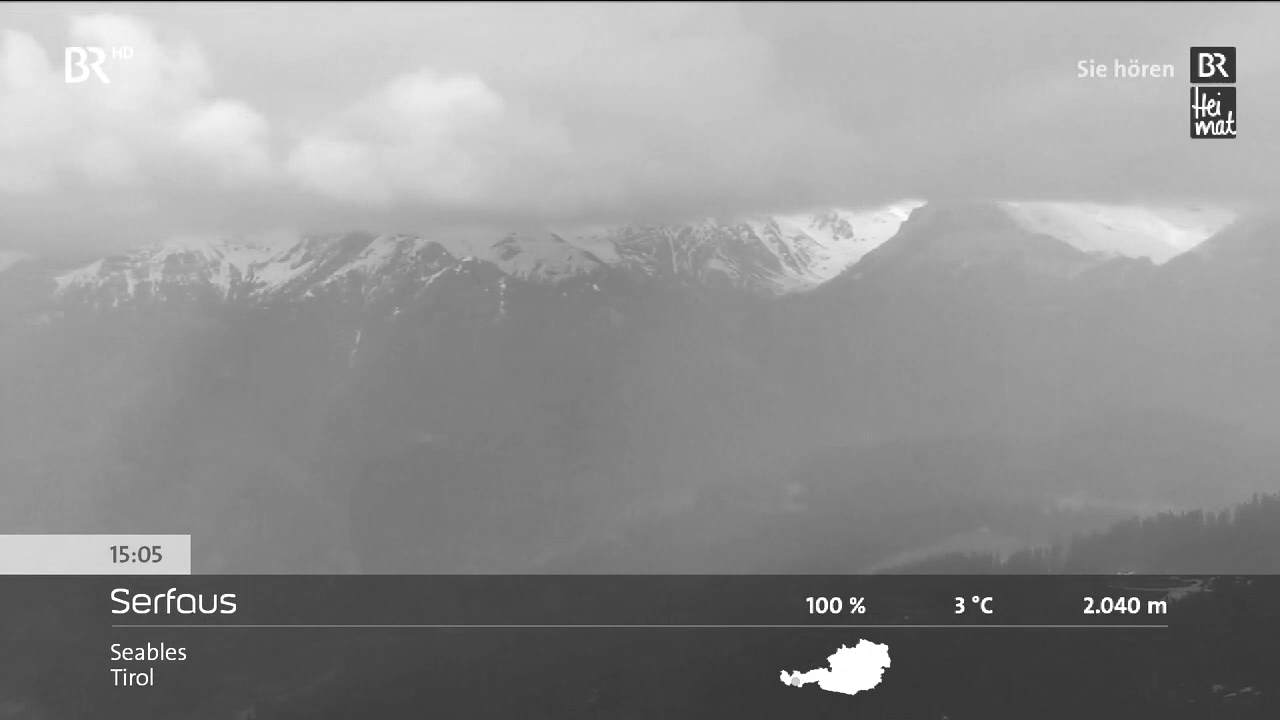 BR HD
Sie hören BR
Hei
mat
15:05
Serfaus 100 % 3 °C 2.040 m
Seables
Tirol